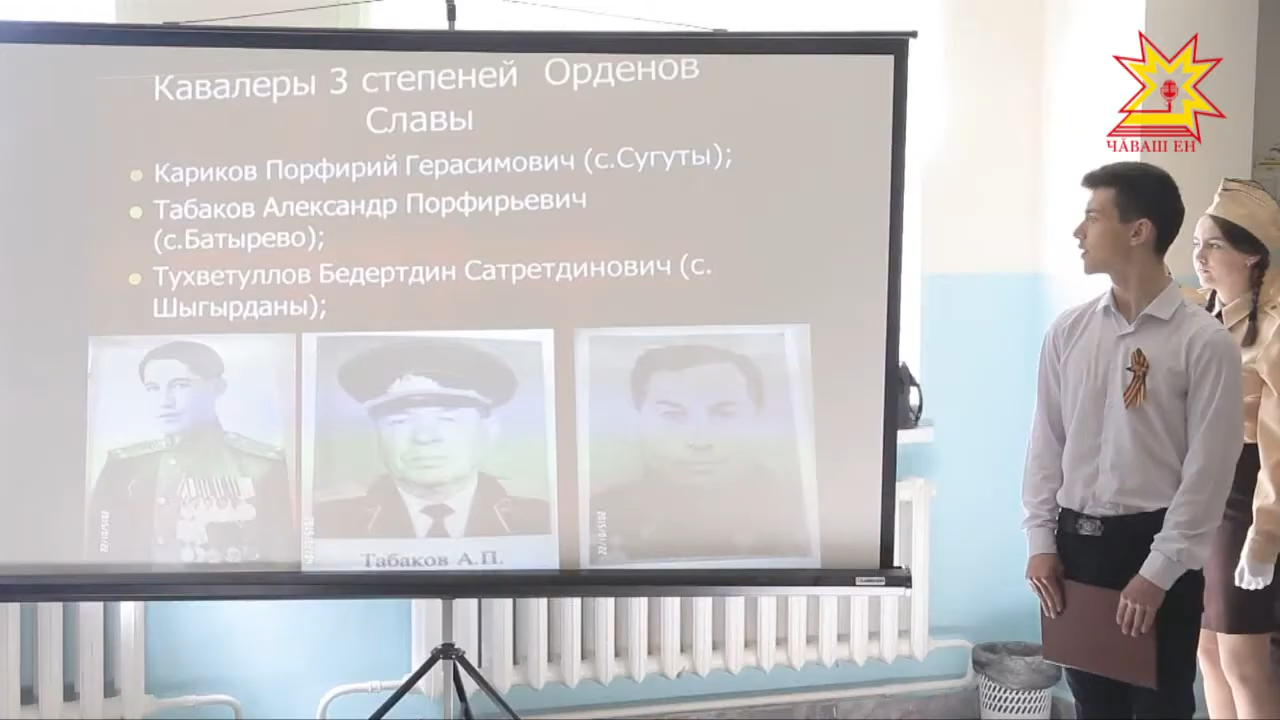 Кавалеры 3 степеней Орденов
Славы
Кариков Порфирий Герасимович (с.Сугуты);
Табаков Александр Порфирьевич
(с.Батырево);
Тухветуллов Бедертдин Сатретдинович (с.
Шыгырданы);
Табаков А.П.
ЧӐВАШ ЕН